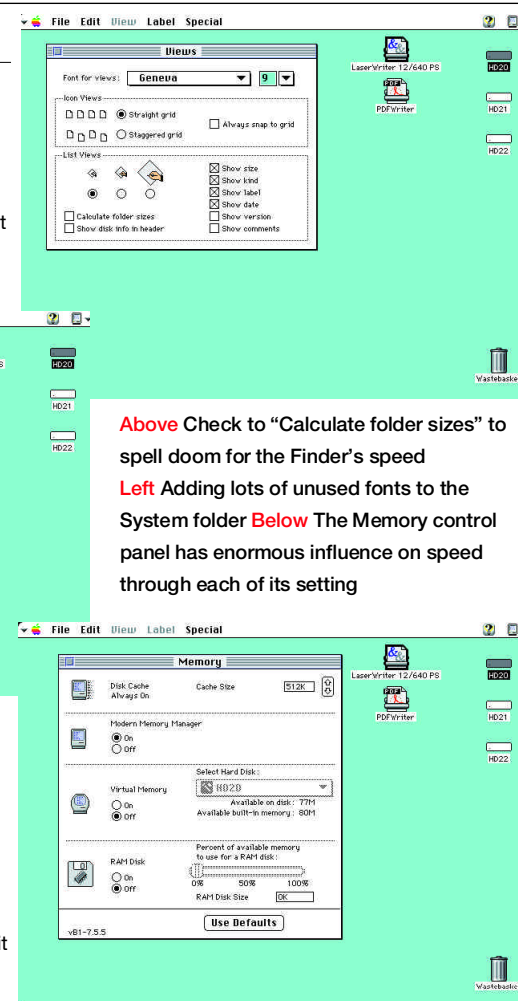 File Edit View Label Special
Views
Font for views: Geneva 9
Icon Views
Straight grid
Always snap to grid
Staggered grid
List Views
Show size
Show kind
Show label
Show date
Calculate folder sizes
Show version
Show disk info in header
Show comments
LaserWriter 12/640 PS
PDFWriter
HD20
HD21
HD22
Wastebaske
t
s
HD20
HD21
HD22
Above Check to “Calculate folder sizes” to
spell doom for the Finder’s speed
Left Adding lots of unused fonts to the
System folder Below The Memory control
panel has enormous influence on speed
through each of its setting
File Edit View Label Special
Memory
Disk Cache
Always On
Cache Size 512K
Modern Memory Manager
On
Off
Select Hard Disk:
Virtual Memory
HD20
On
Off
Available on disk: 77M
Available built-in memory: 80M
Percent of available memory
to use for a RAM disk:
RAM Disk
On
Off
0% 50% 100%
RAM Disk Size 0K
Use Defaults
v81-7.5.5
LaserWriter 12/640 PS
PDFWriter
HD20
HD21
HD22
Wastebaske
it